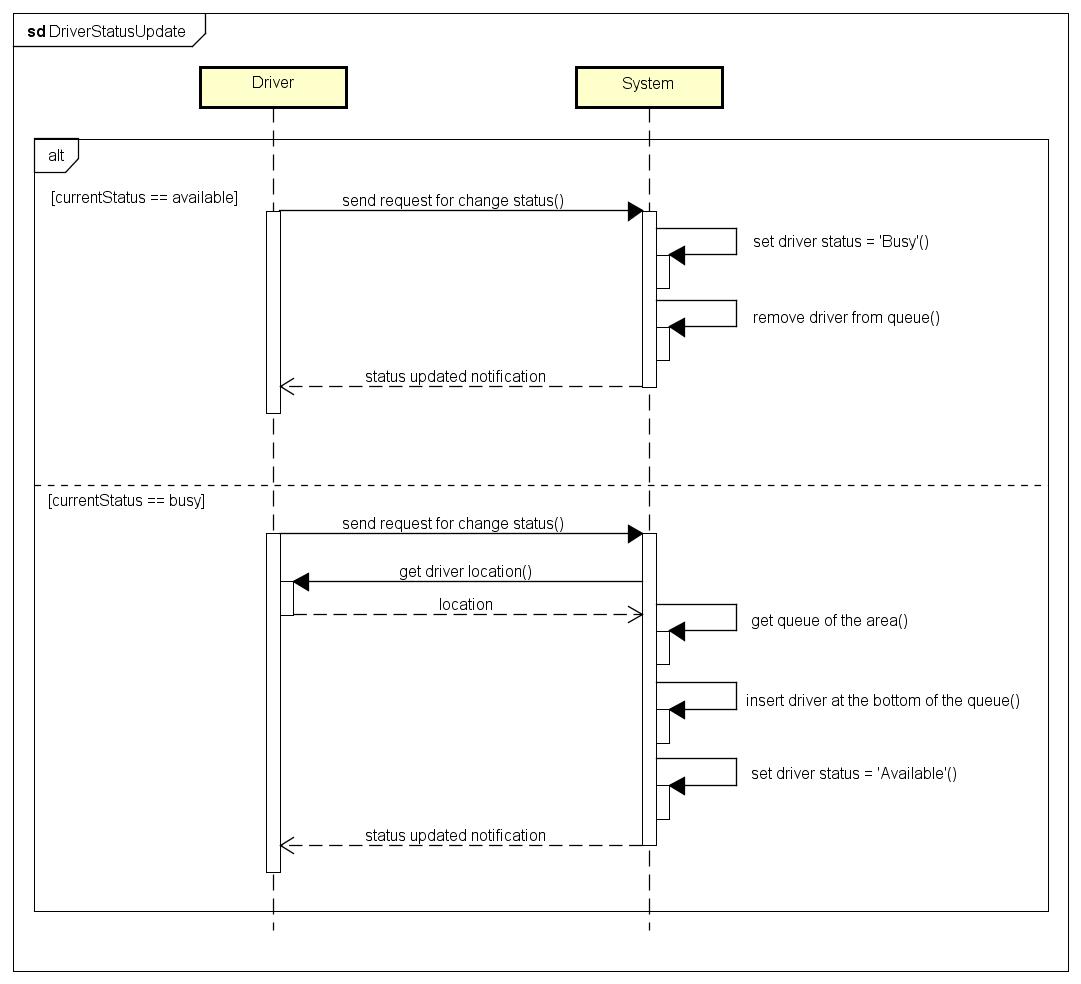 sd DriverStatusUpdate
Driver
System
alt
[currentStatus == available]
send request for change status()
set driver status = 'Busy'()
remove driver from queue()
status updated notification
[currentStatus == busy]
send request for change status()
get driver location()
location
get queue of the area()
insert driver at the bottom of the queue()
set driver status = 'Available'()
status updated notification